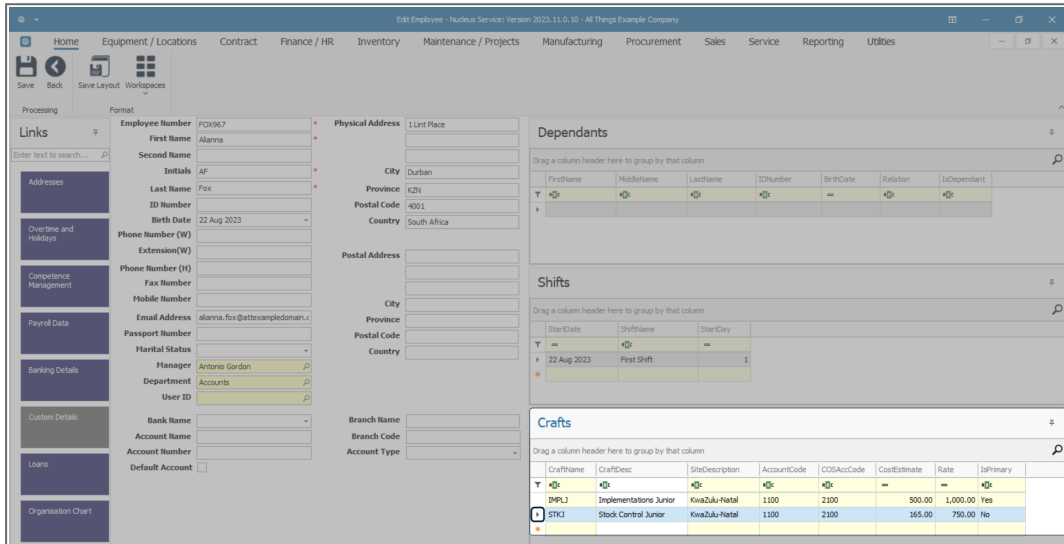 Edit Employee - Nucleus Service: Version 2023.11.0.10 - All Things Example Company
Home Equipment / Locations Contract Finance / HR Inventory Maintenance / Projects Manufacturing Procurement Sales Service Reporting Utilities
Save Back Save Layout Workspaces
Processing Format
Links
Enter text to search...
Addresses
Overtime and
Holidays
Competence
Management
Payroll Data
Banking Details
Custom Details
Loans
Organisation Chart
Employee Number FOX967 *
First Name Alianna *
Second Name
Initials AF *
Last Name Fox *
ID Number
Birth Date 22 Aug 2023
Phone Number (W)
Extension(W)
Phone Number (H)
Fax Number
Mobile Number
Email Address alianna.fox@attexampledomain.c
Passport Number
Marital Status
Manager Antonio Gordon
Department Accounts
User ID
Bank Name
Account Name
Account Number
Default Account
Physical Address 1 Lint Place
City Durban
Province KZN
Postal Code 4001
Country South Africa
Postal Address
City
Province
Postal Code
Country
Branch Name
Branch Code
Account Type
Dependants
Drag a column header here to group by that column
FirstName MiddleName LastName IDNumber BirthDate Relation IsDependant
Shifts
Drag a column header here to group by that column
StartDate ShiftName StartDay
22 Aug 2023 First Shift 1
Crafts
Drag a column header here to group by that column
CraftName CraftDesc SiteDescription AccountCode COSAccCode CostEstimate Rate IsPrimary
IMPLJ Implementations Junior KwaZulu-Natal 1100 2100 500.00 1,000.00 Yes
STKJ Stock Control Junior KwaZulu-Natal 1100 2100 165.00 750.00 No